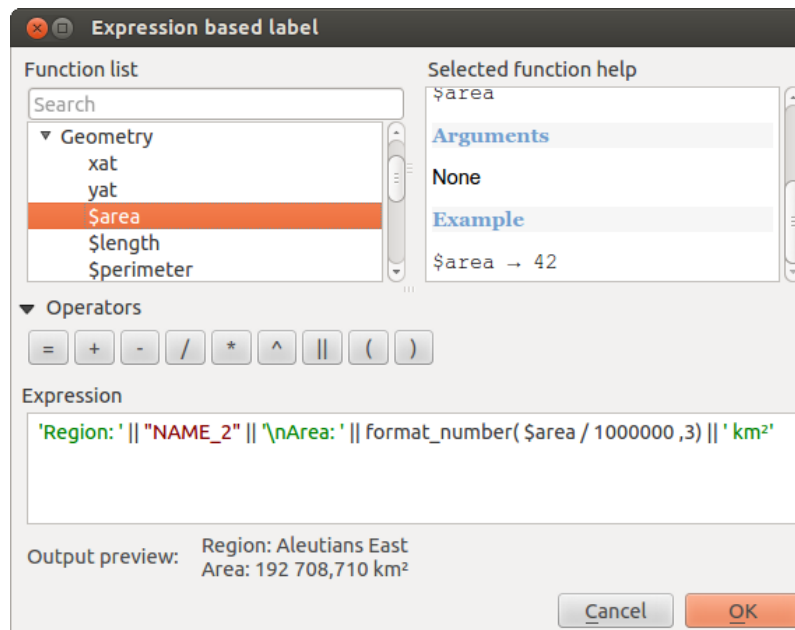 Expression based label
Function list
Search
Geometry
xat
yat
$area
$length
$perimeter
Selected function help
$area
Arguments
None
Example
$area → 42
Operators
= + - / * ^ || ( )
Expression
'Region: ' || "NAME_2" || '\nArea: ' || format_number( $area / 1000000 ,3) || ' km²'
Output preview:
Region: Aleutians East
Area: 192 708,710 km²
Cancel
OK